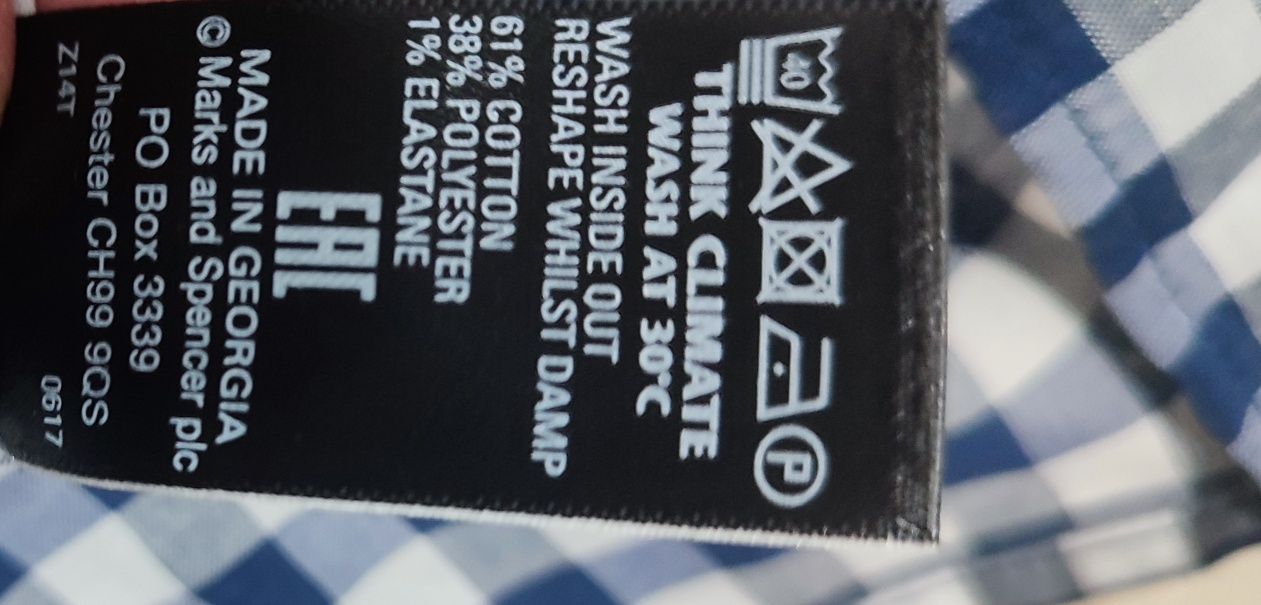 40 P
THINK CLIMATE
WASH AT 30°C
WASH INSIDE OUT
RESHAPE WHILST DAMP
61% COTTON
38% POLYESTER
1% ELASTANE
EAC
MADE IN GEORGIA
© Marks and Spencer plc
PO Box 3339
Chester CH99 9QS
Z14T 0617